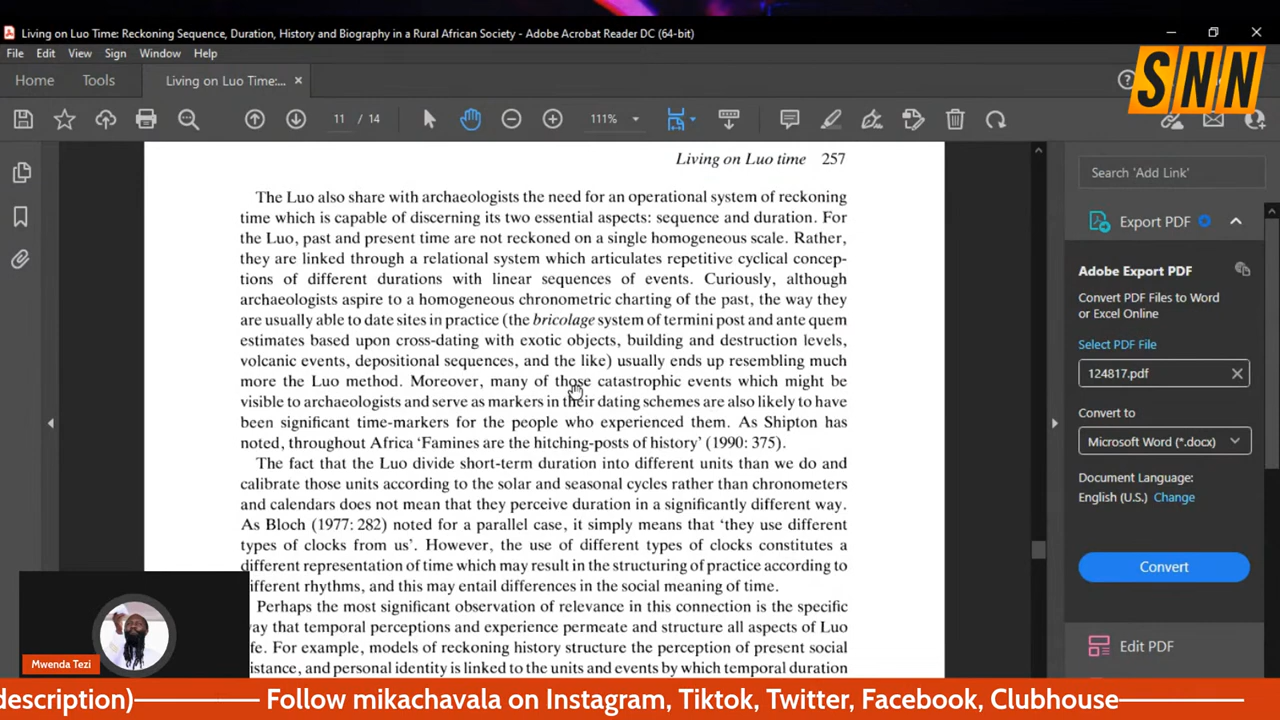 Living on Luo Time: Reckoning Sequence, Duration, History and Biography in a Rural African Society - Adobe Acrobat Reader DC (64-bit)
File Edit View Sign Window Help
Home Tools Living on Luo Time:...
SNN
11 / 14 111%
Living on Luo time 257
The Luo also share with archaeologists the need for an operational system of reckoning
time which is capable of discerning its two essential aspects: sequence and duration. For
the Luo, past and present time are not reckoned on a single homogeneous scale. Rather,
they are linked through a relational system which articulates repetitive cyclical concep-
tions of different durations with linear sequences of events. Curiously, although
archaeologists aspire to a homogeneous chronometric charting of the past, the way they
are usually able to date sites in practice (the bricolage system of termini post and ante quem
estimates based upon cross-dating with exotic objects, building and destruction levels,
volcanic events, depositional sequences, and the like) usually ends up resembling much
more the Luo method. Moreover, many of those catastrophic events which might be
visible to archaeologists and serve as markers in their dating schemes are also likely to have
been significant time-markers for the people who experienced them. As Shipton has
noted, throughout Africa 'Famines are the hitching-posts of history' (1990: 375).
The fact that the Luo divide short-term duration into different units than we do and
calibrate those units according to the solar and seasonal cycles rather than chronometers
and calendars does not mean that they perceive duration in a significantly different way.
As Bloch (1977: 282) noted for a parallel case, it simply means that 'they use different
types of clocks from us'. However, the use of different types of clocks constitutes a
different representation of time which may result in the structuring of practice according to
ifferent rhythms, and this may entail differences in the social meaning of time.
Perhaps the most significant observation of relevance in this connection is the specific
way that temporal perceptions and experience permeate and structure all aspects of Luo
fe. For example, models of reckoning history structure the perception of present social
istance, and personal identity is linked to the units and events by which temporal duration
Search 'Add Link'
Export PDF
Adobe Export PDF
Convert PDF Files to Word
or Excel Online
Select PDF File
124817.pdf
Convert to
Microsoft Word (*.docx)
Document Language:
English (U.S.) Change
Convert
Edit PDF
Mwenda Tezi
description)—— Follow mikachavala on Instagram, Tiktok, Twitter, Facebook, Clubhouse——